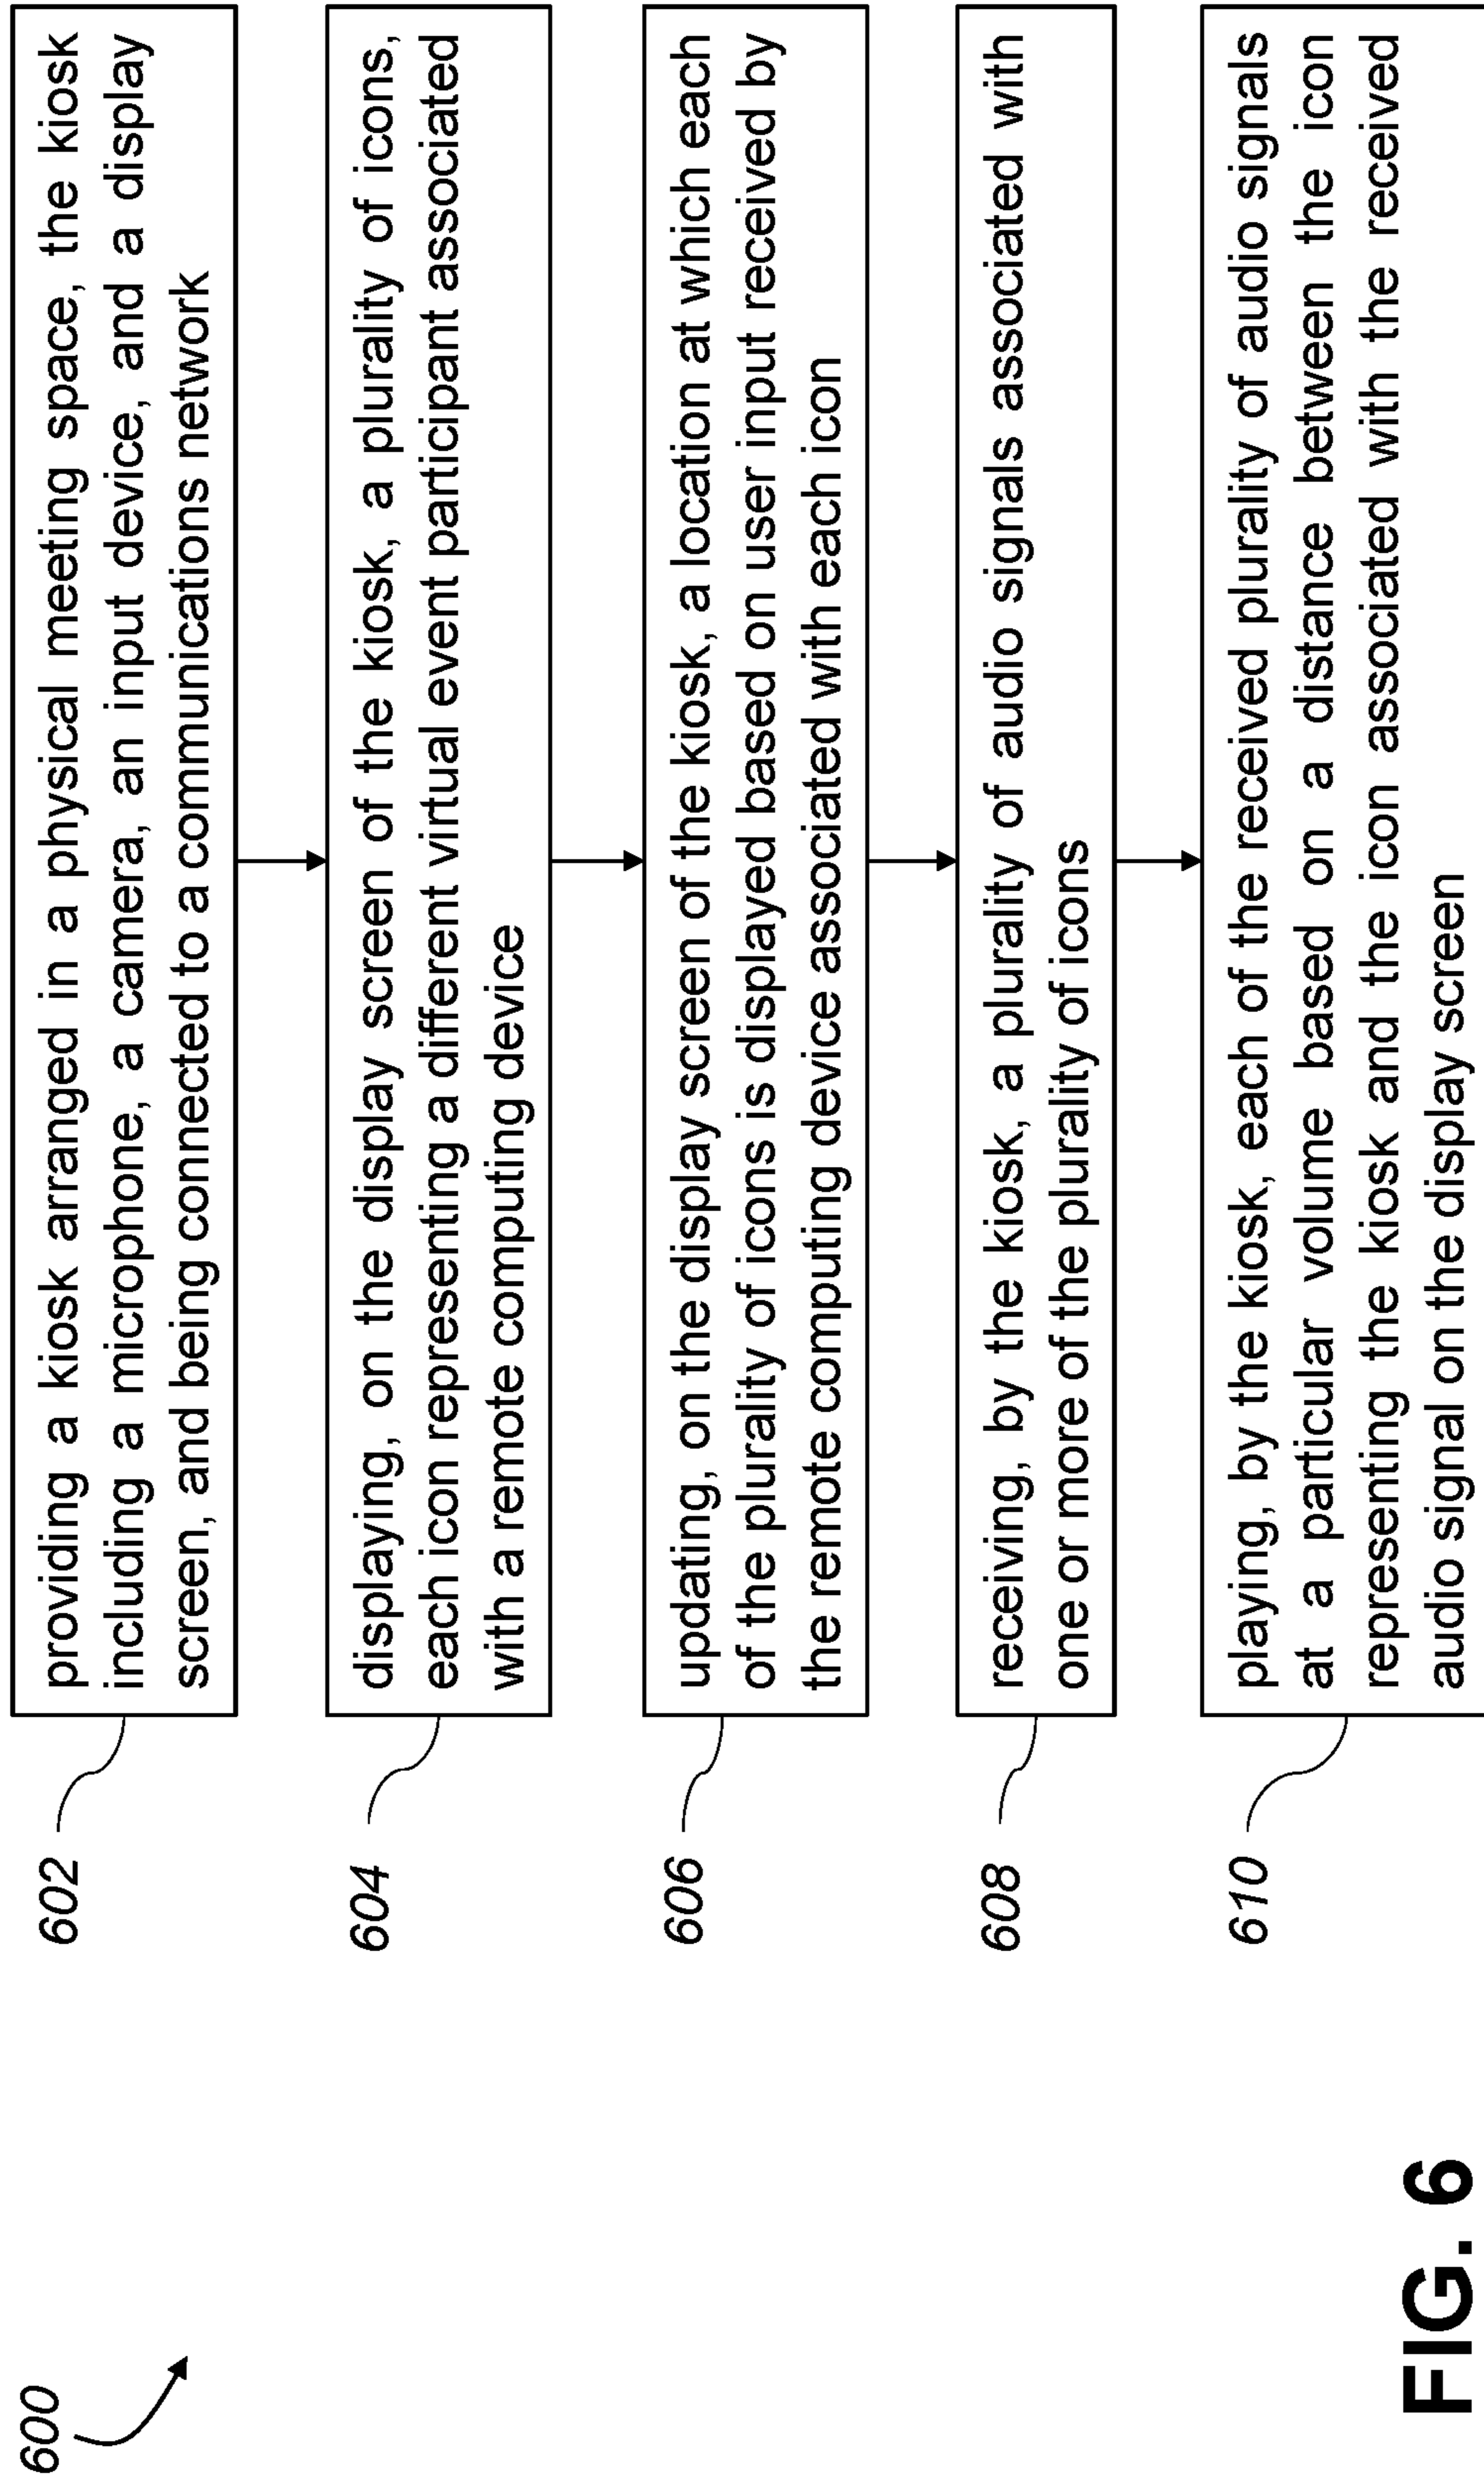 600
602
providing a kiosk arranged in a physical meeting space, the kiosk
including a microphone, a camera, an input device, and a display
screen, and being connected to a communications network
604
displaying, on the display screen of the kiosk, a plurality of icons,
each icon representing a different virtual event participant associated
with a remote computing device
606
updating, on the display screen of the kiosk, a location at which each
of the plurality of icons is displayed based on user input received by
the remote computing device associated with each icon
608
receiving, by the kiosk, a plurality of audio signals associated with
one or more of the plurality of icons
610
playing, by the kiosk, each of the received plurality of audio signals
at a particular volume based on a distance between the icon
representing the kiosk and the icon associated with the received
audio signal on the display screen
FIG. 6